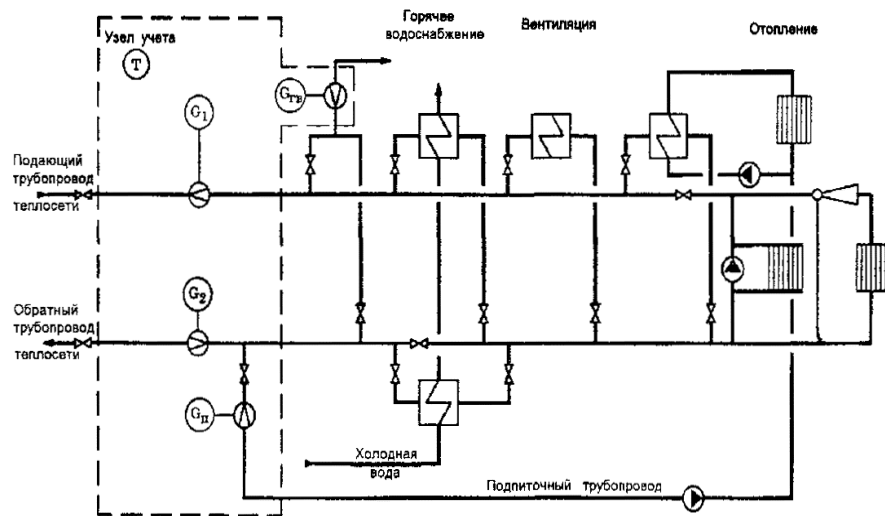 Узел учета
T
G1
GГВ
Горячее
водоснабжение
Вентиляция
Отопление
Подающий
трубопровод
теплосети
G2
Обратный
трубопровод
теплосети
GП
Холодная
вода
Подпиточный трубопровод